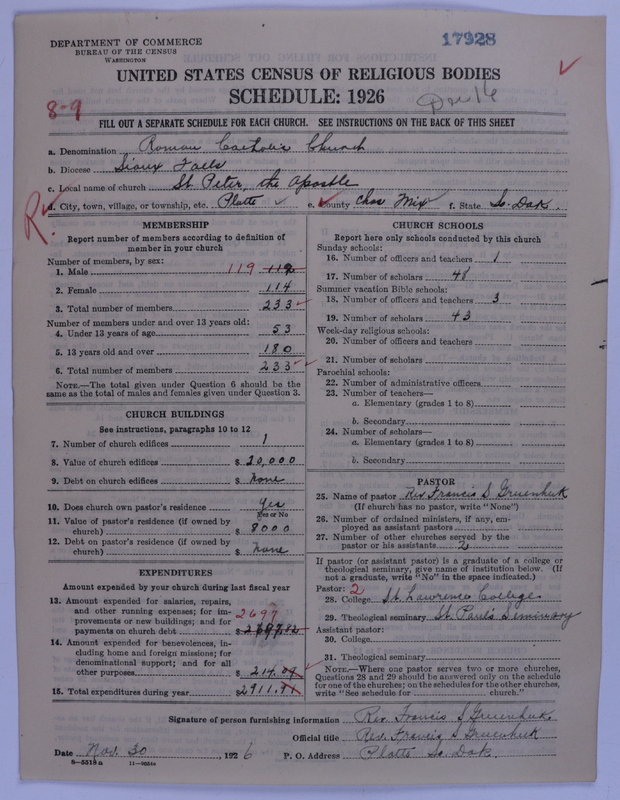 DEPARTMENT OF COMMERCE
BUREAU OF THE CENSUS
WASHINGTON
17928
UNITED STATES CENSUS OF RELIGIOUS BODIES
SCHEDULE: 1926
8-9
Dec 16
FILL OUT A SEPARATE SCHEDULE FOR EACH CHURCH. SEE INSTRUCTIONS ON THE BACK OF THIS SHEET
a. Denomination Roman Catholic Church
b. Diocese Sioux Falls
c. Local name of church St. Peter, the Apostle
d. City, town, village, or township, etc. Platte e. County Chas Mix f. State So. Dak.
R
MEMBERSHIP
Report number of members according to definition of
member in your church
Number of members, by sex:
1. Male 119 119
2. Female 114
3. Total number of members 233
Number of members under and over 13 years old:
4. Under 13 years of age 53
5. 13 years old and over 180
6. Total number of members 233
NOTE.—The total given under Question 6 should be the
same as the total of males and females given under Question 3.
CHURCH BUILDINGS
See instructions, paragraphs 10 to 12
7. Number of church edifices 1
8. Value of church edifices $ 20,000
9. Debt on church edifices $ None
10. Does church own pastor's residence Yes
Yes or No
11. Value of pastor's residence (if owned by
church) $ 8000
12. Debt on pastor's residence (if owned by
church) $ None
EXPENDITURES
Amount expended by your church during last fiscal year
13. Amount expended for salaries, repairs,
and other running expenses; for im- 2697
provements or new buildings; and for
payments on church debt $ 2697.82
14. Amount expended for benevolences, in-
cluding home and foreign missions; for
denominational support; and for all
other purposes $ 214.09
15. Total expenditures during year $2911.91
CHURCH SCHOOLS
Report here only schools conducted by this church
Sunday schools:
16. Number of officers and teachers 1
17. Number of scholars 48
Summer vacation Bible schools:
18. Number of officers and teachers 3
19. Number of scholars 43
Week-day religious schools:
20. Number of officers and teachers
21. Number of scholars
Parochial schools:
22. Number of administrative officers
23. Number of teachers—
a. Elementary (grades 1 to 8)
b. Secondary
24. Number of scholars—
a. Elementary (grades 1 to 8)
b. Secondary
PASTOR
25. Name of pastor Rev. Francis S
(If church has no pastor, write "None")
26. Number of ordained ministers, if any, em-
ployed as assistant pastors
27. Number of other churches served by the
pastor or his assistants 2
If pastor (or assistant pastor) is a graduate of a college or
theological seminary, give name of institution below. (If
not a graduate, write "No" in the space indicated.)
Pastor: 2
28. College St. Lawrence College
29. Theological seminary St Paul's Seminary
Assistant pastor:
30. College
31. Theological seminary
NOTE.—Where one pastor serves two or more churches,
Questions 28 and 29 should be answered only on the schedule
for one of the churches; on the schedules for the other churches,
write "See schedule for church."
Signature of person furnishing information Rev. Francis S
Official title Rev. Francis S
Date Nov. 30, 1926 P. O. Address Platte So. Dak.
8—5518a 11—9054a